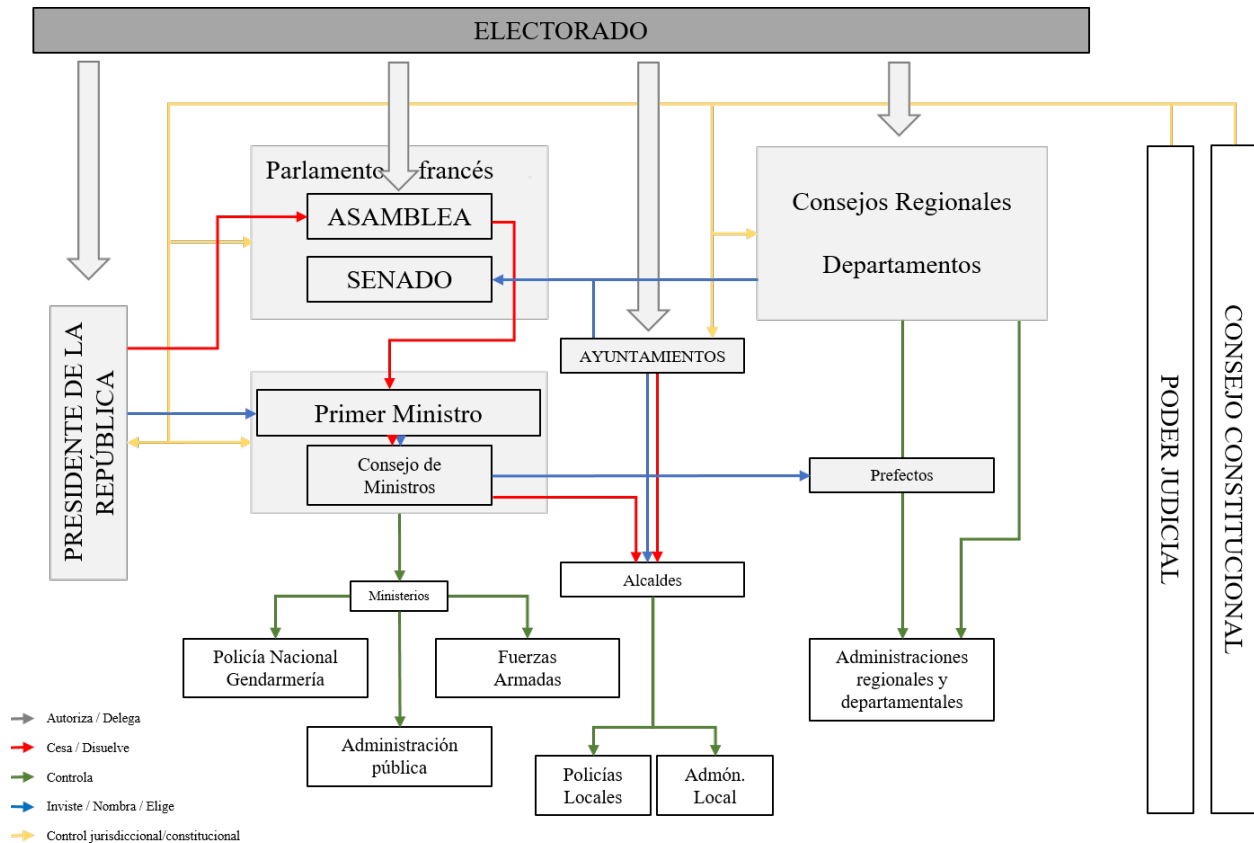 ELECTORADO
Parlamento francés
ASAMBLEA
SENADO
Consejos Regionales
Departamentos
PRESIDENTE DE LA
REPÚBLICA
AYUNTAMIENTOS
Primer Ministro
Consejo de
Ministros
Prefectos
PODER JUDICIAL
CONSEJO CONSTITUCIONAL
Ministerios
Alcaldes
Policía Nacional
Gendarmería
Fuerzas
Armadas
Administraciones
regionales y
departamentales
Administración
pública
Policías
Locales
Admón.
Local
Autoriza / Delega
Cesa / Disuelve
Controla
Inviste / Nombra / Elige
Control jurisdiccional/constitucional